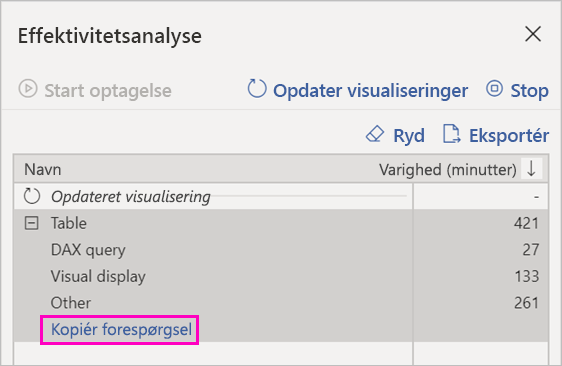 Effektivitetsanalyse
Start optagelse Opdater visualiseringer Stop
Ryd Eksportér
Navn Varighed (minutter)
Opdateret visualisering -
Table 421
DAX query 27
Visual display 133
Other 261
Kopiér forespørgsel